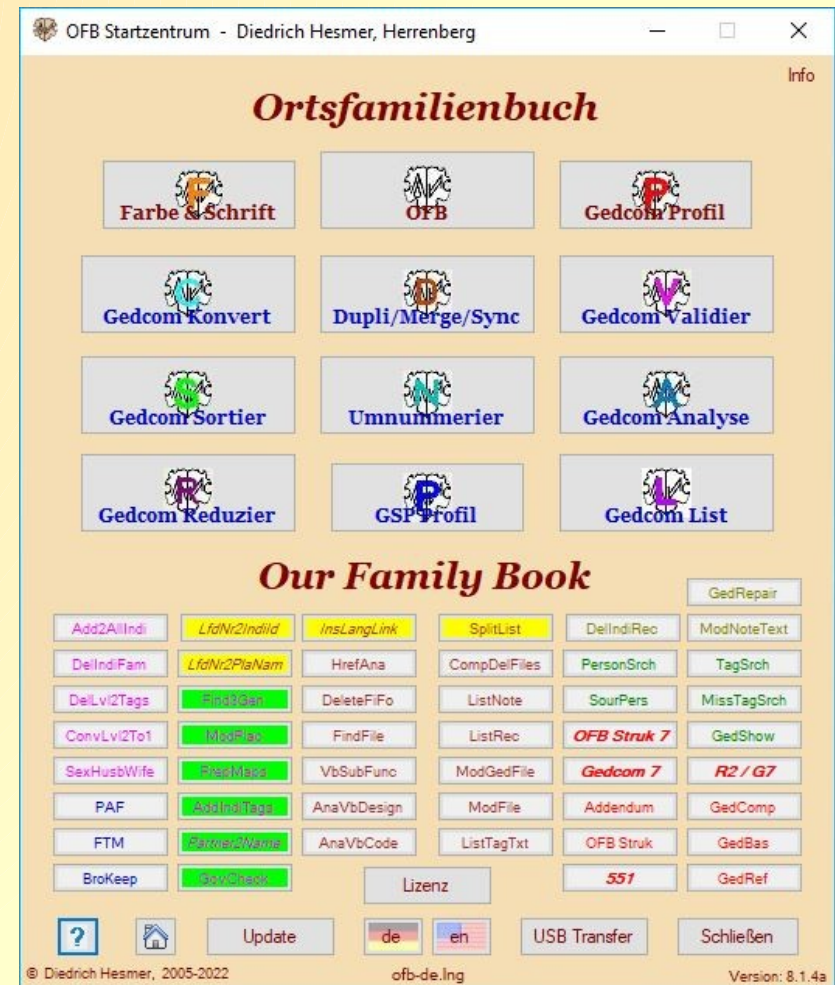 OFB Startzentrum - Diedrich Hesmer, Herrenberg
Info
Ortsfamilienbuch
Farbe & Schrift OFB Gedcom Profil
Gedcom Konvert Dupli/Merge/Sync Gedcom Validier
Gedcom Sortier Umnummerier Gedcom Analyse
Gedcom Reduzier GSP Profil Gedcom List
Our Family Book
GedRepair
Add2AllIndi LfdNr2IndiId InsLangLink SplitList DelIndiRec ModNoteText
DelIndiFam LfdNr2PlaNam HrefAna CompDelFiles PersonSrch TagSrch
DelLvl2Tags Find3Gen DeleteFiFo ListNote SourPers MissTagSrch
ConvLvl2To1 ModPlac FindFile ListRec OFB Struk 7 GedShow
SexHusbWife PrepMaps VbSubFunc ModGedFile Gedcom 7 R2 / G7
PAF AddIndiTags AnaVbDesign ModFile Addendum GedComp
FTM Partner2Name AnaVbCode ListTagTxt OFB Struk GedBas
BroKeep GovCheck Lizenz 551 GedRef
? Update de en USB Transfer Schließen
© Diedrich Hesmer, 2005-2022 ofb-de.lng Version: 8.1.4a